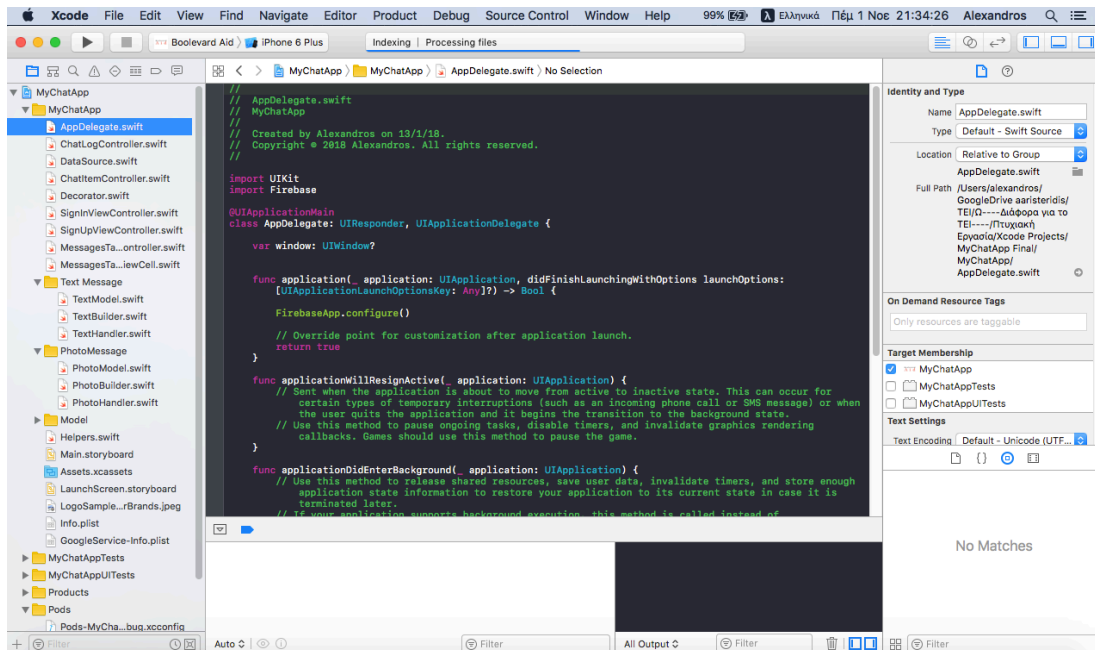 Xcode File Edit View Find Navigate Editor Product Debug Source Control Window Help 99% Ελληνικά Πέμ 1 Νοε 21:34:26 Alexandros
Boolevard Aid iPhone 6 Plus Indexing | Processing files
MyChatApp MyChatApp AppDelegate.swift No Selection
MyChatApp
MyChatApp
AppDelegate.swift
ChatLogController.swift
DataSource.swift
ChatItemController.swift
Decorator.swift
SignInViewController.swift
SignUpViewController.swift
MessagesTa...ontroller.swift
MessagesTa...iewCell.swift
Text Message
TextModel.swift
TextBuilder.swift
TextHandler.swift
PhotoMessage
PhotoModel.swift
PhotoBuilder.swift
PhotoHandler.swift
Model
Helpers.swift
Main.storyboard
Assets.xcassets
LaunchScreen.storyboard
LogoSample...rBrands.jpeg
Info.plist
GoogleService-Info.plist
MyChatAppTests
MyChatAppUITests
Products
Pods
Pods-MyCha...bug.xcconfig
Filter
//
// AppDelegate.swift
// MyChatApp
//
// Created by Alexandros on 13/1/18.
// Copyright © 2018 Alexandros. All rights reserved.
//
import UIKit
import Firebase
@UIApplicationMain
class AppDelegate: UIResponder, UIApplicationDelegate {
var window: UIWindow?
func application(_ application: UIApplication, didFinishLaunchingWithOptions launchOptions:
[UIApplicationLaunchOptionsKey: Any]?) -> Bool {
FirebaseApp.configure()
// Override point for customization after application launch.
return true
}
func applicationWillResignActive(_ application: UIApplication) {
// Sent when the application is about to move from active to inactive state. This can occur for
certain types of temporary interruptions (such as an incoming phone call or SMS message) or when
the user quits the application and it begins the transition to the background state.
// Use this method to pause ongoing tasks, disable timers, and invalidate graphics rendering
callbacks. Games should use this method to pause the game.
}
func applicationDidEnterBackground(_ application: UIApplication) {
// Use this method to release shared resources, save user data, invalidate timers, and store enough
application state information to restore your application to its current state in case it is
terminated later.
// If your application supports background execution, this method is called instead of
Auto Filter All Output Filter
Identity and Type
Name AppDelegate.swift
Type Default - Swift Source
Location Relative to Group
AppDelegate.swift
Full Path /Users/alexandros/
GoogleDrive aaristeridis/
TEI/Ω----Διάφορα για το
ΤΕΙ----/Πτυχιακή
Εργασία/Xcode Projects/
MyChatApp Final/
MyChatApp/
AppDelegate.swift
On Demand Resource Tags
Only resources are taggable
Target Membership
MyChatApp
MyChatAppTests
MyChatAppUITests
Text Settings
Text Encoding Default - Unicode (UTF...
No Matches
Filter